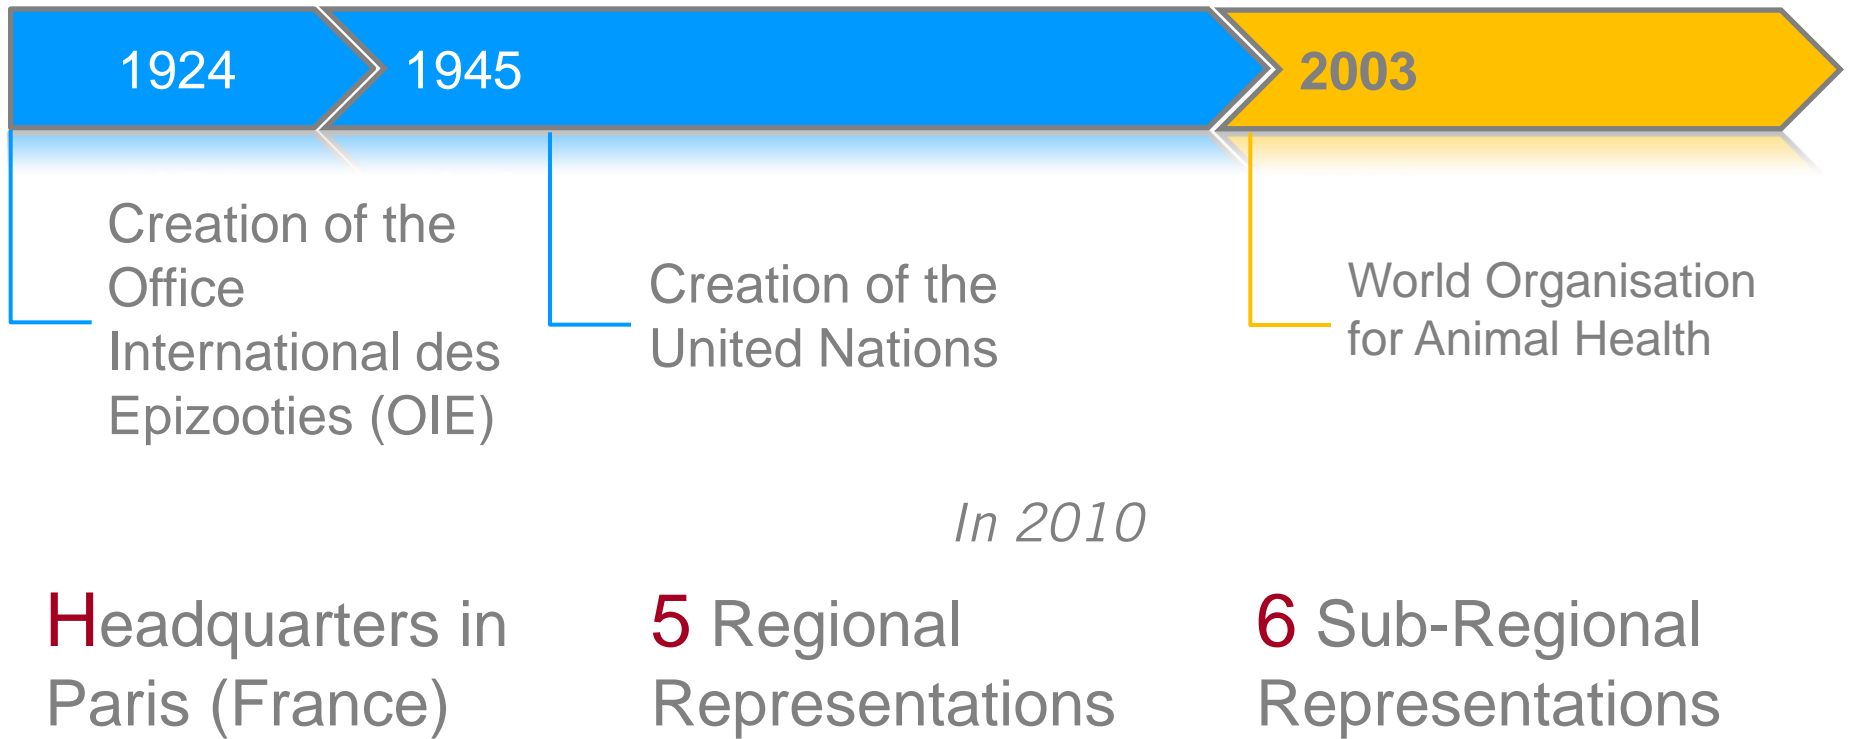 1924
1945
2003
Creation of the
Office
International des
Epizooties (OIE)
Creation of the
United Nations
World Organisation
for Animal Health
In 2010
Headquarters in
Paris (France)
5 Regional
Representations
6 Sub-Regional
Representations